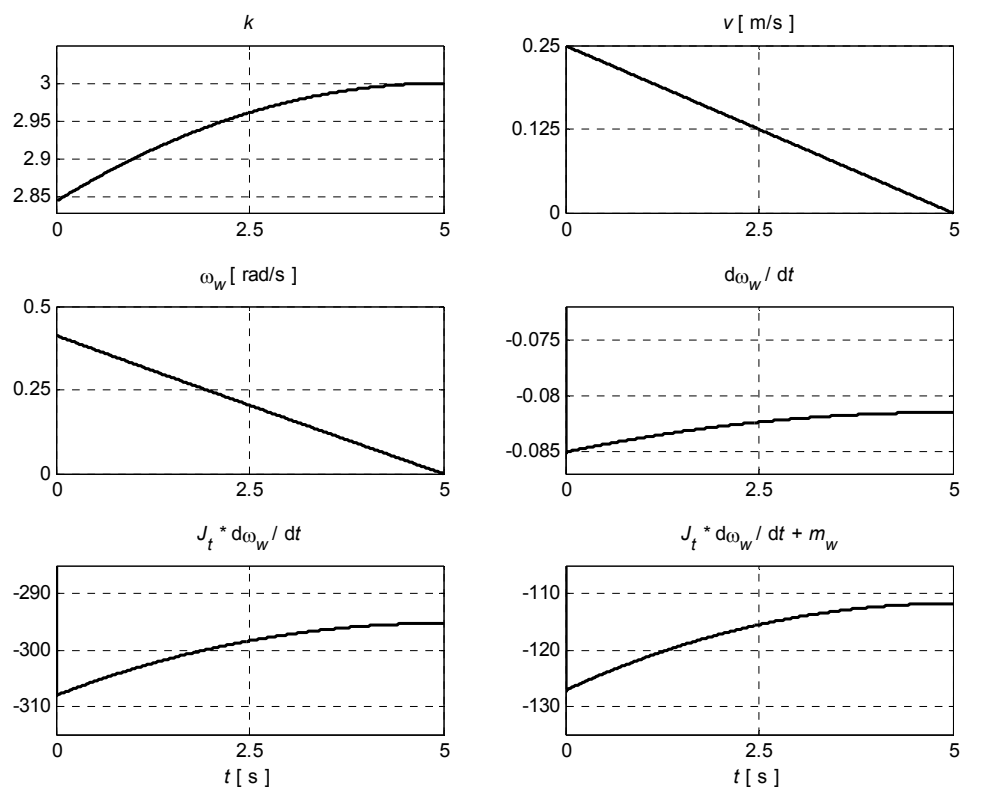 k
3
2.95
2.9
2.85
0 2.5 5
v [ m/s ]
0.25
0.125
0
0 2.5 5
ω_w [ rad/s ]
0.5
0.25
0
0 2.5 5
dω_w / dt
-0.075
-0.08
-0.085
0 2.5 5
J_t * dω_w / dt
-290
-300
-310
0 2.5 5
t [ s ]
J_t * dω_w / dt + m_w
-110
-120
-130
0 2.5 5
t [ s ]